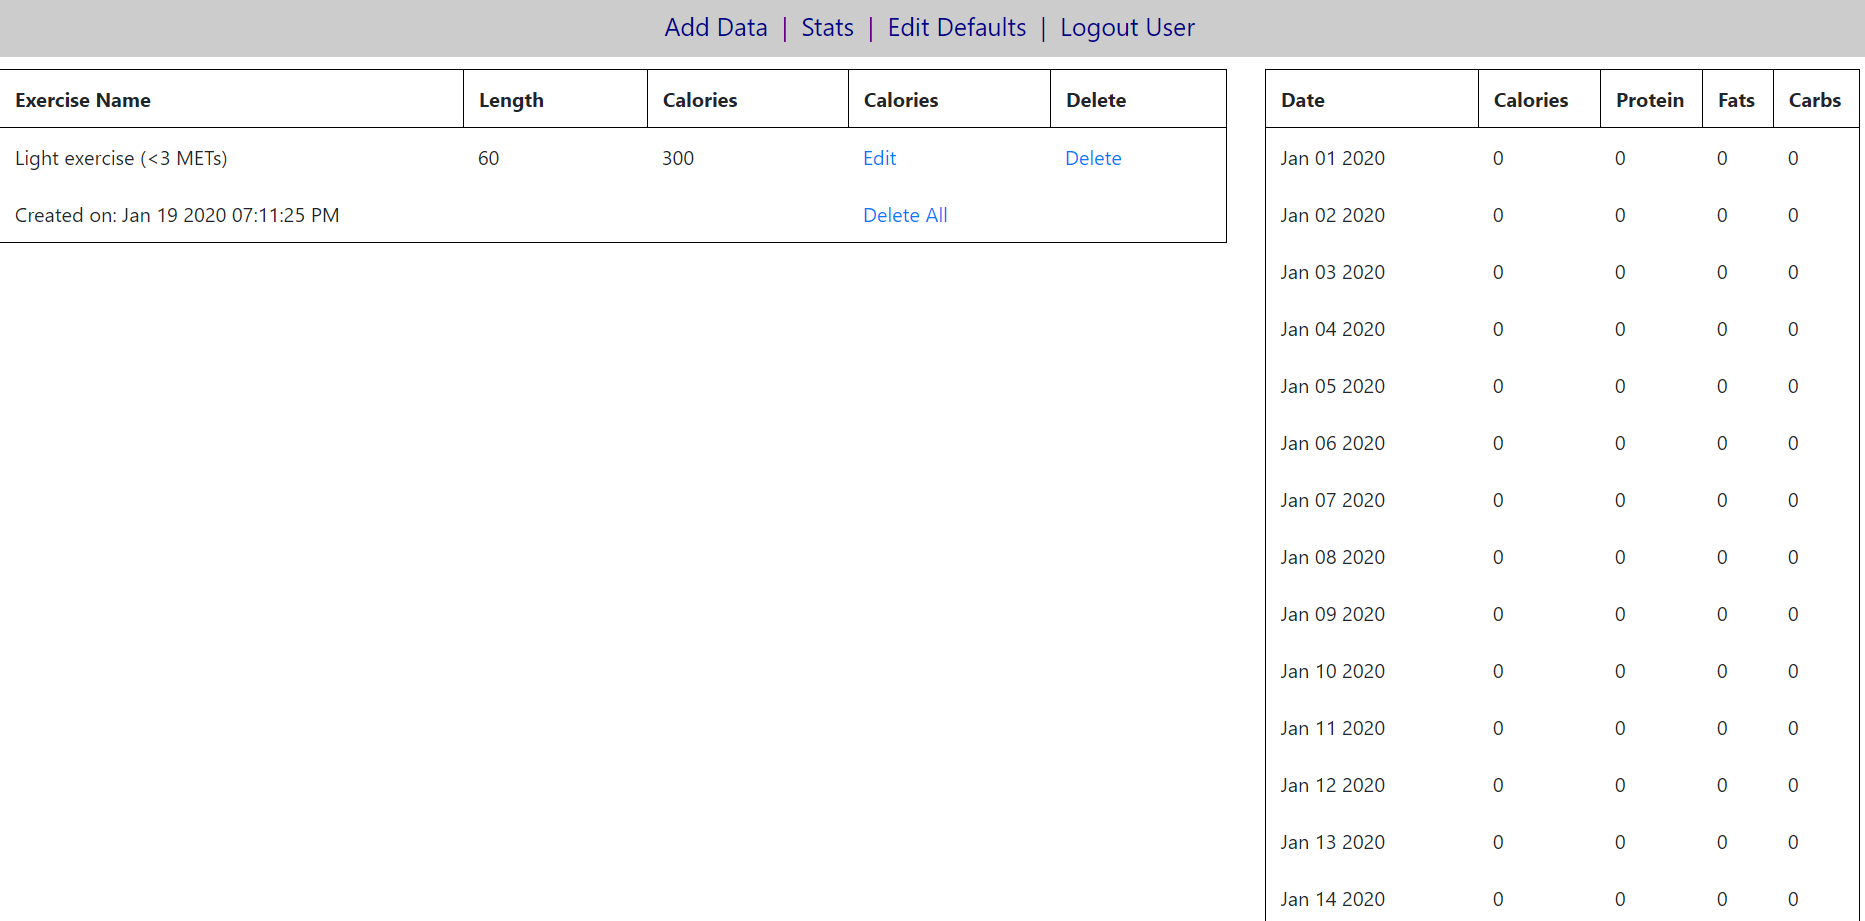 Add Data | Stats | Edit Defaults | Logout User
Exercise Name Length Calories Calories Delete
Light exercise (<3 METs) 60 300 Edit Delete
Created on: Jan 19 2020 07:11:25 PM Delete All
Date Calories Protein Fats Carbs
Jan 01 2020 0 0 0 0
Jan 02 2020 0 0 0 0
Jan 03 2020 0 0 0 0
Jan 04 2020 0 0 0 0
Jan 05 2020 0 0 0 0
Jan 06 2020 0 0 0 0
Jan 07 2020 0 0 0 0
Jan 08 2020 0 0 0 0
Jan 09 2020 0 0 0 0
Jan 10 2020 0 0 0 0
Jan 11 2020 0 0 0 0
Jan 12 2020 0 0 0 0
Jan 13 2020 0 0 0 0
Jan 14 2020 0 0 0 0